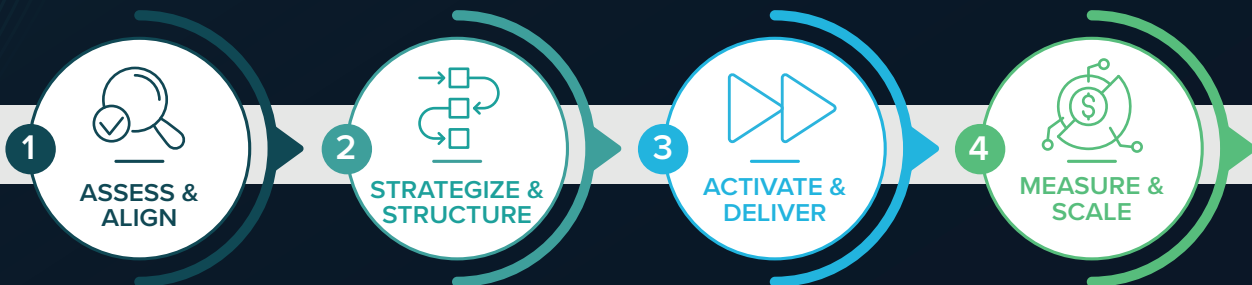 1
ASSESS &
ALIGN
2
STRATEGIZE &
STRUCTURE
3
ACTIVATE &
DELIVER
4
$
MEASURE &
SCALE